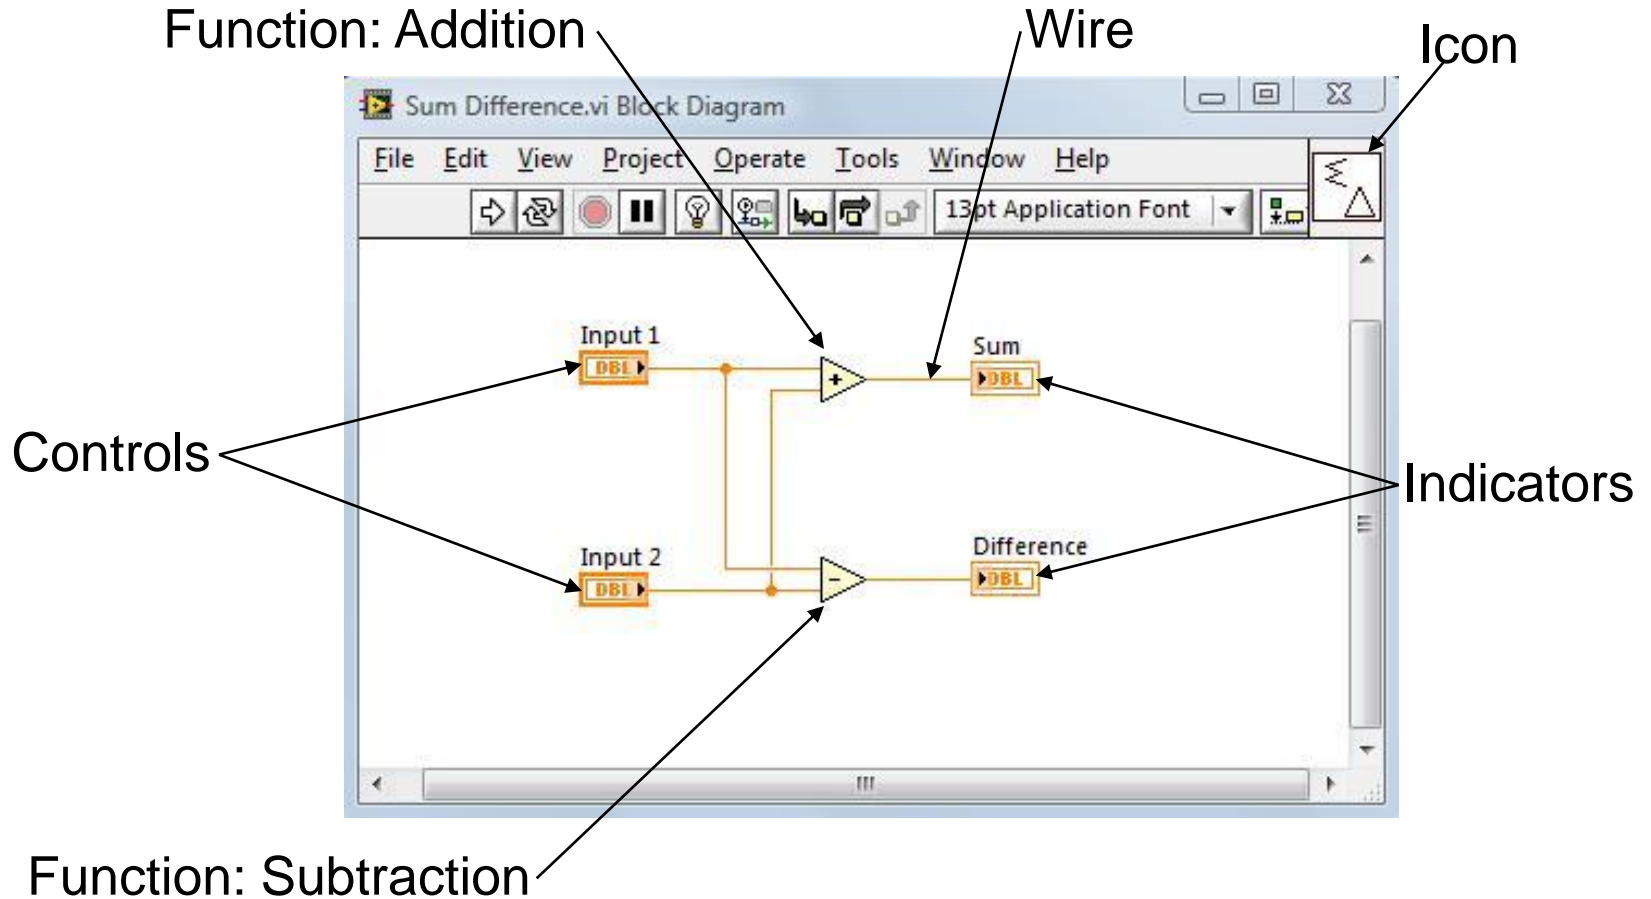 Function: Addition
Wire
Icon
Sum Difference.vi Block Diagram
File Edit View Project Operate Tools Window Help
13pt Application Font
Input 1
DBL
+
Sum
DBL
Controls
Indicators
Input 2
DBL
-
Difference
DBL
Function: Subtraction